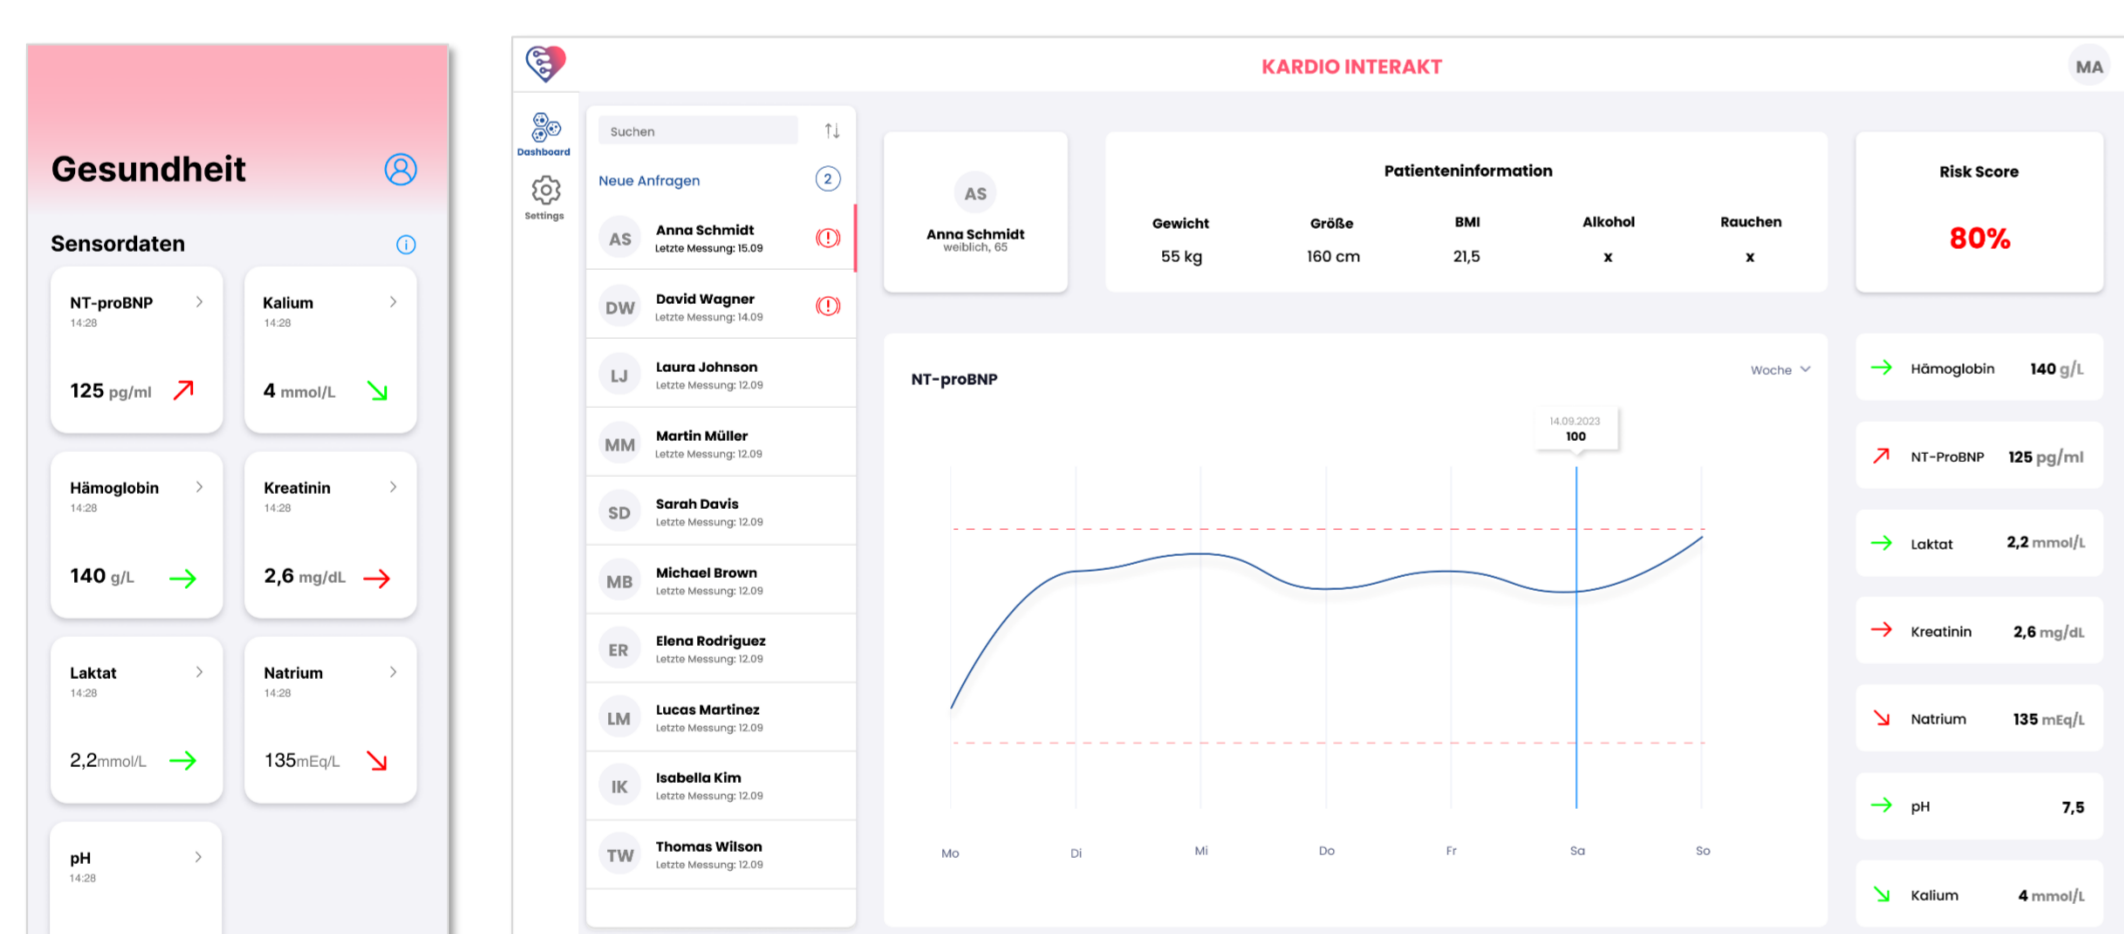 Gesundheit
Sensordaten
NT-proBNP
14:28
125 pg/ml
Kalium
14:28
4 mmol/L
Hämoglobin
14:28
140 g/L
Kreatinin
14:28
2,6 mg/dL
Laktat
14:28
2,2mmol/L
Natrium
14:28
135mEq/L
pH
14:28
KARDIO INTERAKT
MA
Dashboard
Settings
Suchen
Neue Anfragen
2
AS
Anna Schmidt
Letzte Messung: 15.09
DW
David Wagner
Letzte Messung: 14.09
LJ
Laura Johnson
Letzte Messung: 12.09
MM
Martin Müller
Letzte Messung: 12.09
SD
Sarah Davis
Letzte Messung: 12.09
MB
Michael Brown
Letzte Messung: 12.09
ER
Elena Rodriguez
Letzte Messung: 12.09
LM
Lucas Martinez
Letzte Messung: 12.09
IK
Isabella Kim
Letzte Messung: 12.09
TW
Thomas Wilson
Letzte Messung: 12.09
AS
Anna Schmidt
weiblich, 65
Patienteninformation
Gewicht Größe BMI Alkohol Rauchen
55 kg 160 cm 21,5 x x
Risk Score
80%
NT-proBNP
Woche
14.09.2023
100
Mo Di Mi Do Fr Sa So
Hämoglobin 140 g/L
NT-ProBNP 125 pg/ml
Laktat 2,2 mmol/L
Kreatinin 2,6 mg/dL
Natrium 135 mEq/L
pH 7,5
Kalium 4 mmol/L